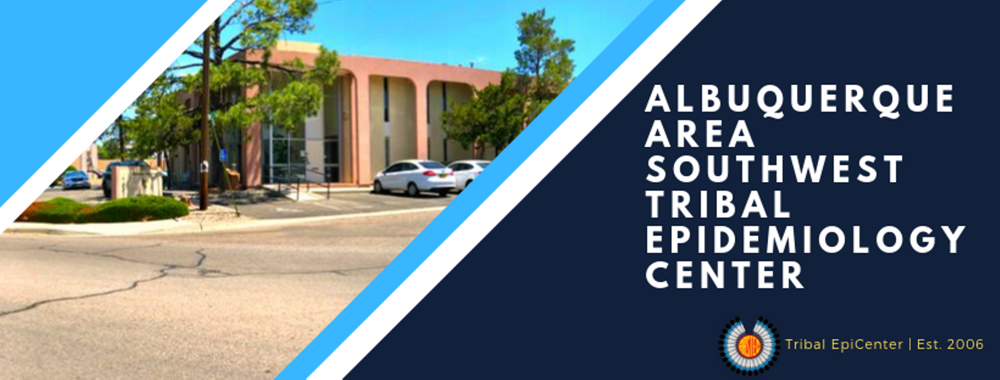 ALBUQUERQUE
AREA
SOUTHWEST
TRIBAL
EPIDEMIOLOGY
CENTER
Tribal EpiCenter | Est. 2006